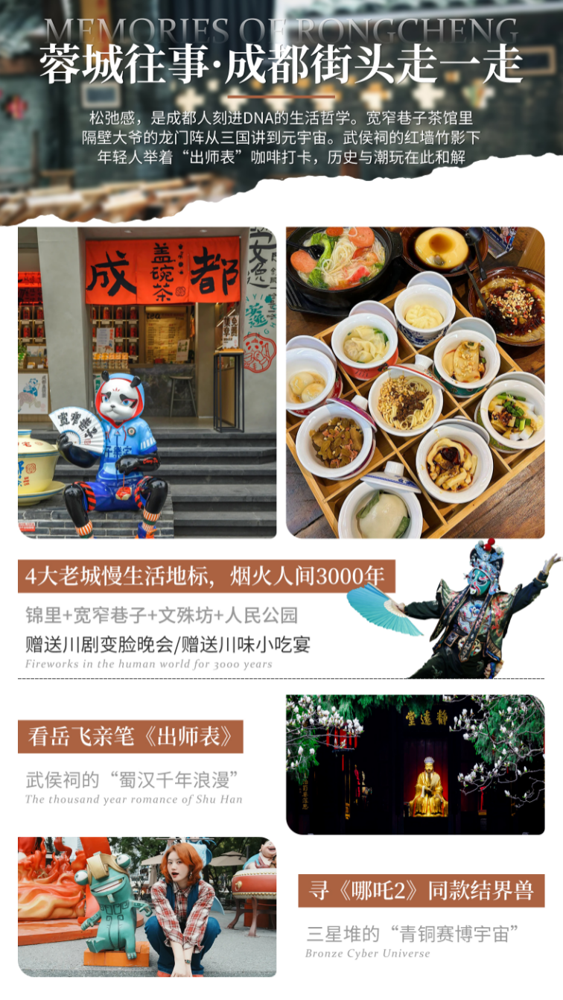 MEMORIES OF RONGCHENG
蓉城往事·成都街头走一走
松弛感，是成都人刻进DNA的生活哲学。宽窄巷子茶馆里
隔壁大爷的龙门阵从三国讲到元宇宙。武侯祠的红墙竹影下
年轻人举着“出师表”咖啡打卡，历史与潮玩在此和解
成 盖碗茶 都
宽窄巷子
4大老城慢生活地标，烟火人间3000年
锦里+宽窄巷子+文殊坊+人民公园
赠送川剧变脸晚会/赠送川味小吃宴
Fireworks in the human world for 3000 years
堂遠靜
看岳飞亲笔《出师表》
武侯祠的“蜀汉千年浪漫”
The thousand year romance of Shu Han
寻《哪吒2》同款结界兽
三星堆的“青铜赛博宇宙”
Bronze Cyber Universe